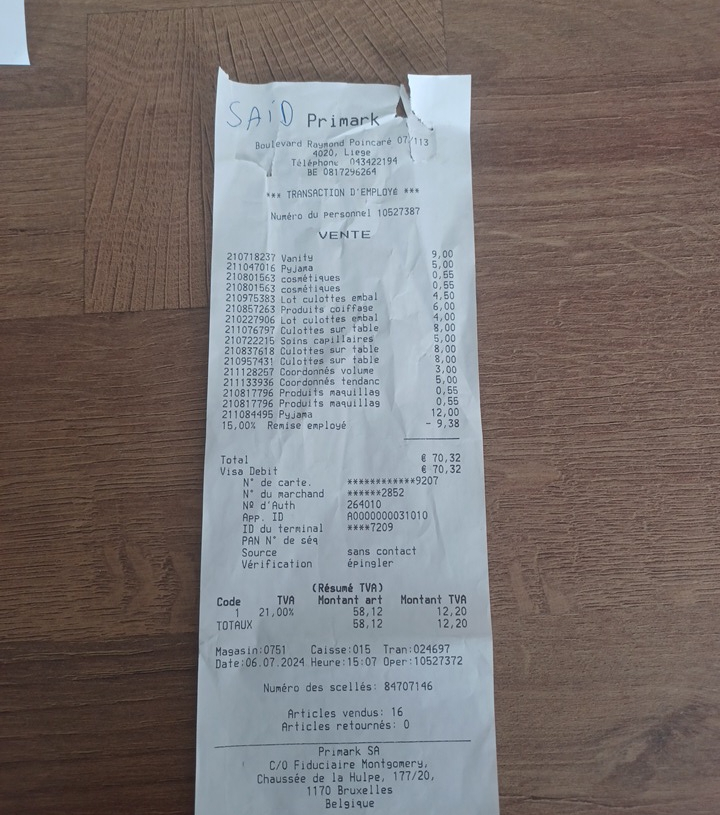 SAiD Primark
Boulevard Raymond Poincaré 07/113
4020, Liege
Téléphone 043422194
BE 0817296264
*** TRANSACTION D'EMPLOYÉ ***
Numéro du personnel 10527387
VENTE
210718237 Vanity 9,00
211047016 Pyjama 5,00
210801563 cosmétiques 0,55
210801563 cosmétiques 0,55
210975383 Lot culottes embal 4,50
210857263 Produits coiffage 6,00
210227906 Lot culottes embal 4,00
211076797 Culottes sur table 8,00
210722215 Soins capillaires 5,00
210837618 Culottes sur table 8,00
210957431 Culottes sur table 8,00
211128257 Coordonnés volume 3,00
211133936 Coordonnés tendanc 5,00
210817796 Produits maquillag 0,55
210817796 Produits maquillag 0,55
211084495 Pyjama 12,00
15,00% Remise employé - 9,38
Total € 70,32
Visa Debit € 70,32
N° de carte. ************9207
N° du marchand ******2852
Nº d'Auth 264010
App. ID A0000000031010
ID du terminal ****7209
PAN N° de séq
Source sans contact
Vérification épingler
(Résumé TVA)
Code TVA Montant art Montant TVA
1 21,00% 58,12 12,20
TOTAUX 58,12 12,20
Magasin:0751 Caisse:015 Tran:024697
Date:06.07.2024 Heure:15:07 Oper:10527372
Numéro des scellés: 84707146
Articles vendus: 16
Articles retournés: 0
Primark SA
C/O Fiduciaire Montgomery,
Chaussée de la Hulpe, 177/20,
1170 Bruxelles
Belgique